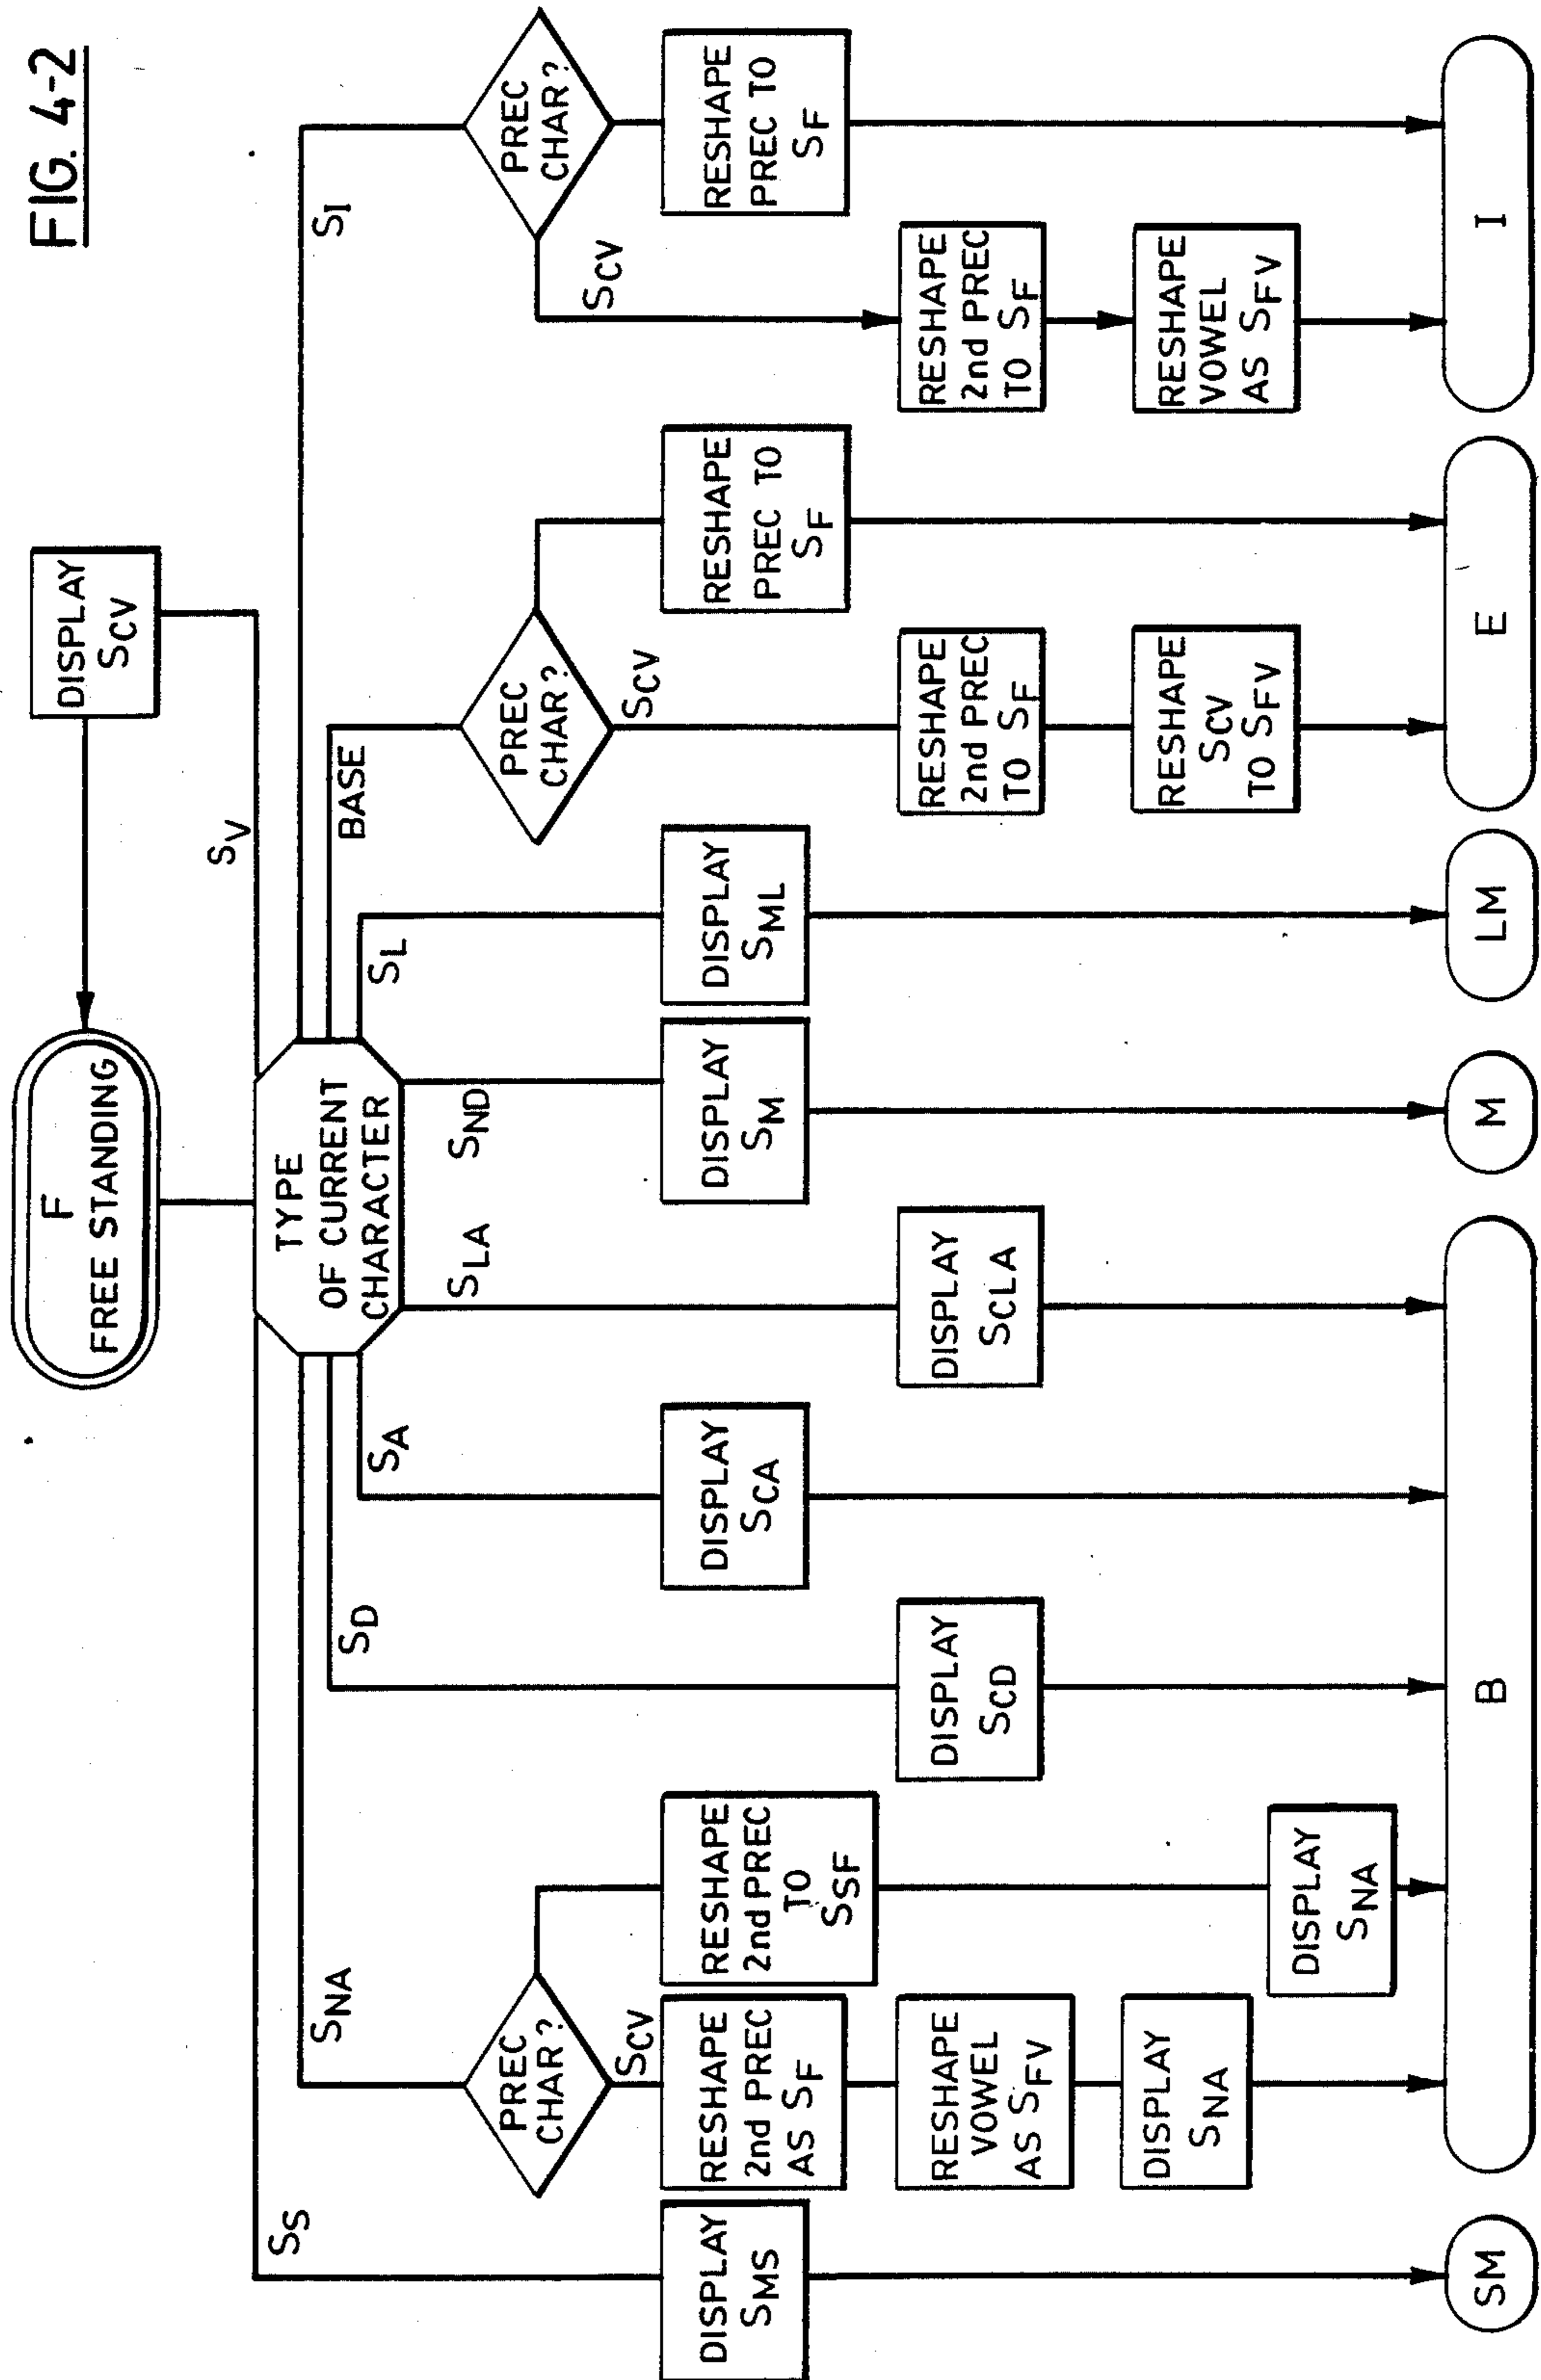 FIG. 4-2
F
FREE STANDING
DISPLAY
SCV
SV
TYPE
OF CURRENT
CHARACTER
SS
DISPLAY
SMS
SM
SNA
PREC
CHAR?
SCV
RESHAPE
2nd PREC
AS SF
RESHAPE
VOWEL
AS SFV
DISPLAY
SNA
RESHAPE
2nd PREC
TO
SSF
DISPLAY
SNA
SD
DISPLAY
SCD
SA
DISPLAY
SCA
SLA
DISPLAY
SCLA
B
SND
DISPLAY
SM
M
SL
DISPLAY
SML
LM
BASE
PREC
CHAR?
SCV
RESHAPE
2nd PREC
TO SF
RESHAPE
SCV
TO SFV
RESHAPE
PREC TO
SF
E
SI
PREC
CHAR?
SCV
RESHAPE
2nd PREC
TO SF
RESHAPE
VOWEL
AS SFV
RESHAPE
PREC TO
SF
I